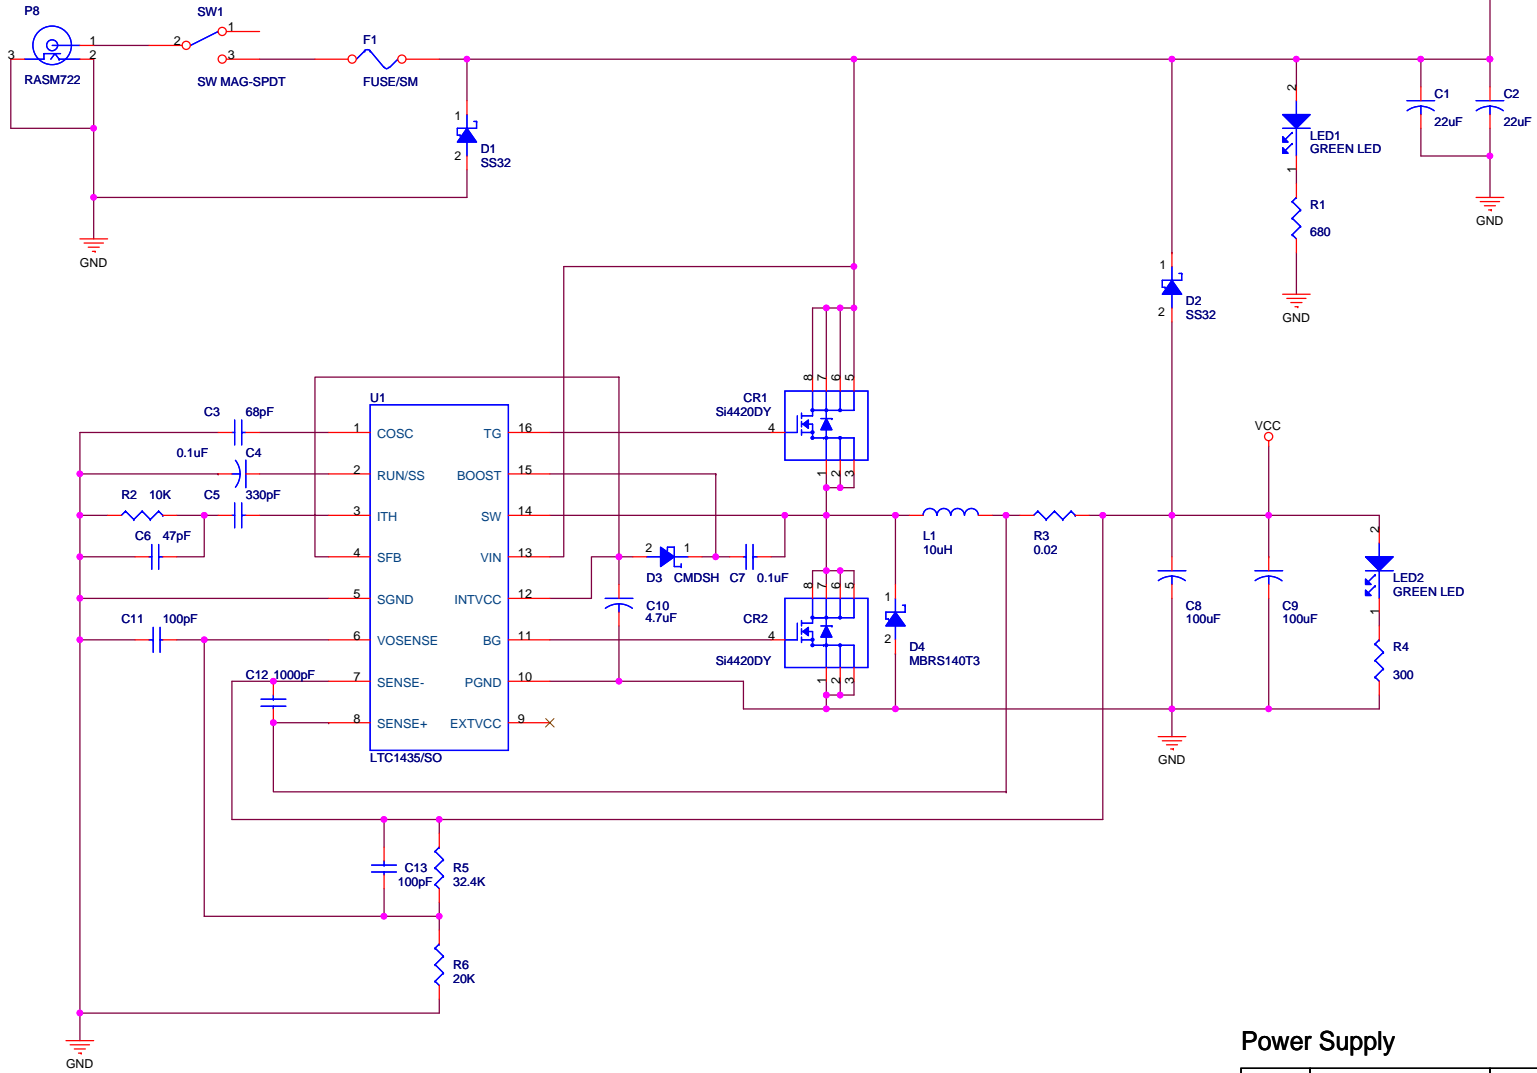 P8
3
1
2
RASM722
SW1
2
1
3
SW MAG-SPDT
F1
FUSE/SM
1
2
D1
SS32
GND
2
LED1
GREEN LED
1
R1
680
GND
C1
22uF
C2
22uF
GND
1
D2
2
SS32
CR1
Si4420DY
8
7
6
5
4
1
2
3
U1
C3
68pF
1
COSC
TG
16
0.1uF
C4
2
RUN/SS
BOOST
15
R2
10K
C5
330pF
3
ITH
SW
14
C6
47pF
4
SFB
VIN
13
5
SGND
INTVCC
12
C11
100pF
6
VOSENSE
BG
11
C12
1000pF
7
SENSE-
PGND
10
8
SENSE+
EXTVCC
9
LTC1435/SO
2
1
D3
CMDSH
C7
0.1uF
C10
4.7uF
CR2
Si4420DY
8
7
6
5
4
1
2
3
1
2
D4
MBRS140T3
L1
10uH
R3
0.02
VCC
C8
100uF
C9
100uF
2
LED2
GREEN LED
1
R4
300
GND
C13
100pF
R5
32.4K
R6
20K
GND
Power Supply